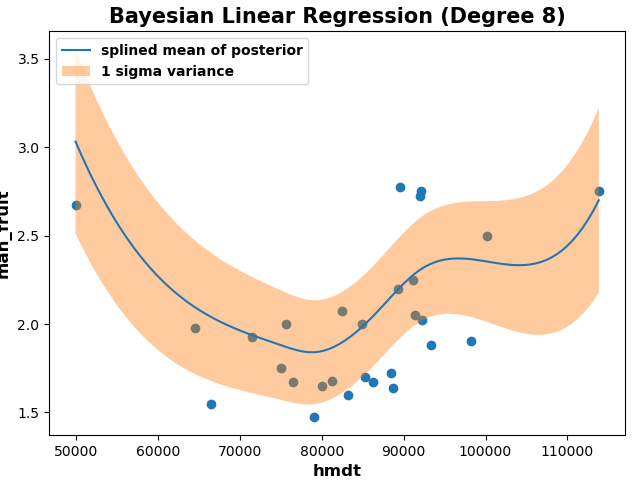 Bayesian Linear Regression (Degree 8)
splined mean of posterior
1 sigma variance
3.5
3.0
2.5
2.0
1.5
man_fruit
50000 60000 70000 80000 90000 100000 110000
hmdt